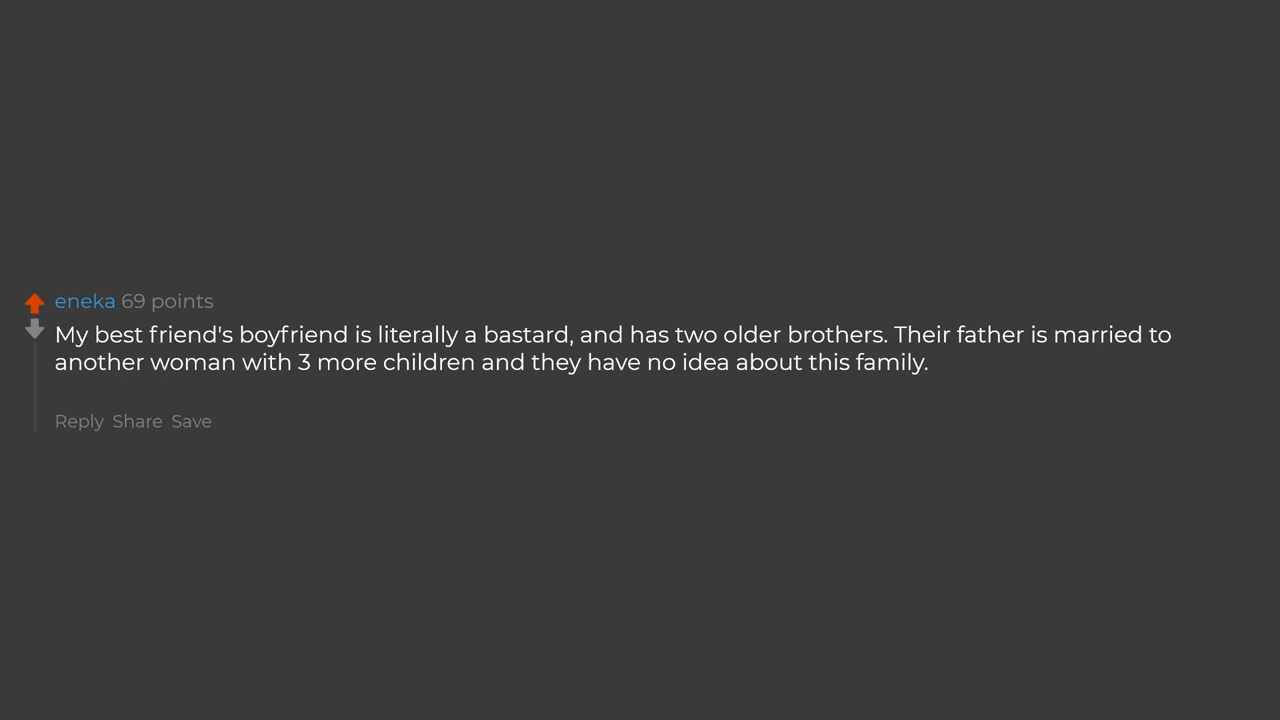 eneka 69 points
My best friend's boyfriend is literally a bastard, and has two older brothers. Their father is married to
another woman with 3 more children and they have no idea about this family.
Reply Share Save